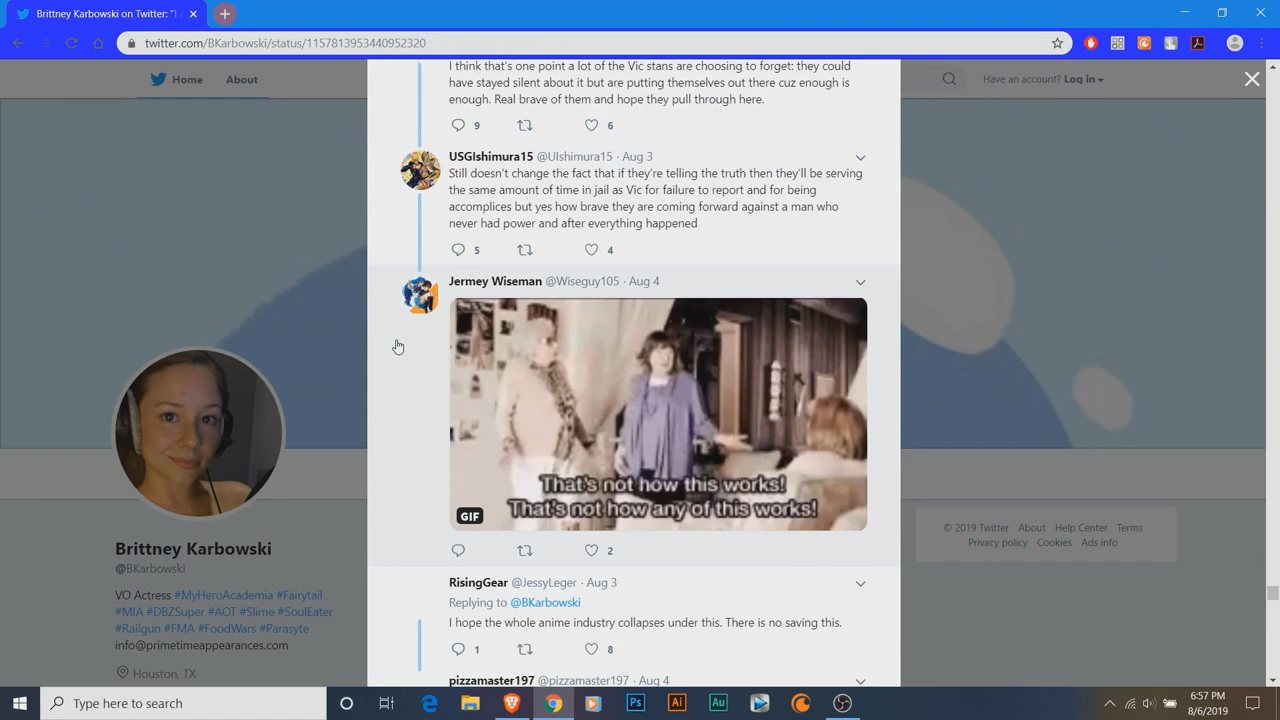 Brittney Karbowski on Twitter: "I
twitter.com/BKarbowski/status/1157813953440952320
Home About
Have an account? Log in
I think that's one point a lot of the Vic stans are choosing to forget: they could
have stayed silent about it but are putting themselves out there cuz enough is
enough. Real brave of them and hope they pull through here.
9 6
USGIshimura15 @UIshimura15 · Aug 3
Still doesn't change the fact that if they're telling the truth then they'll be serving
the same amount of time in jail as Vic for failure to report and for being
accomplices but yes how brave they are coming forward against a man who
never had power and after everything happened
5 4
Jermey Wiseman @Wiseguy105 · Aug 4
That's not how this works!
That's not how any of this works!
GIF
2
RisingGear @JessyLeger · Aug 3
Replying to @BKarbowski
I hope the whole anime industry collapses under this. There is no saving this.
1 8
pizzamaster197 @pizzamaster197 · Aug 4
Brittney Karbowski
@BKarbowski
VO Actress #MyHeroAcademia #Fairytail
#MIA #DBZSuper #AOT #Slime #SoulEater
#Railgun #FMA #FoodWars #Parasyte
info@primetimeappearances.com
Houston, TX
© 2019 Twitter About Help Center Terms
Privacy policy Cookies Ads info
Type here to search
Ps Ai Au
6:57 PM
8/6/2019